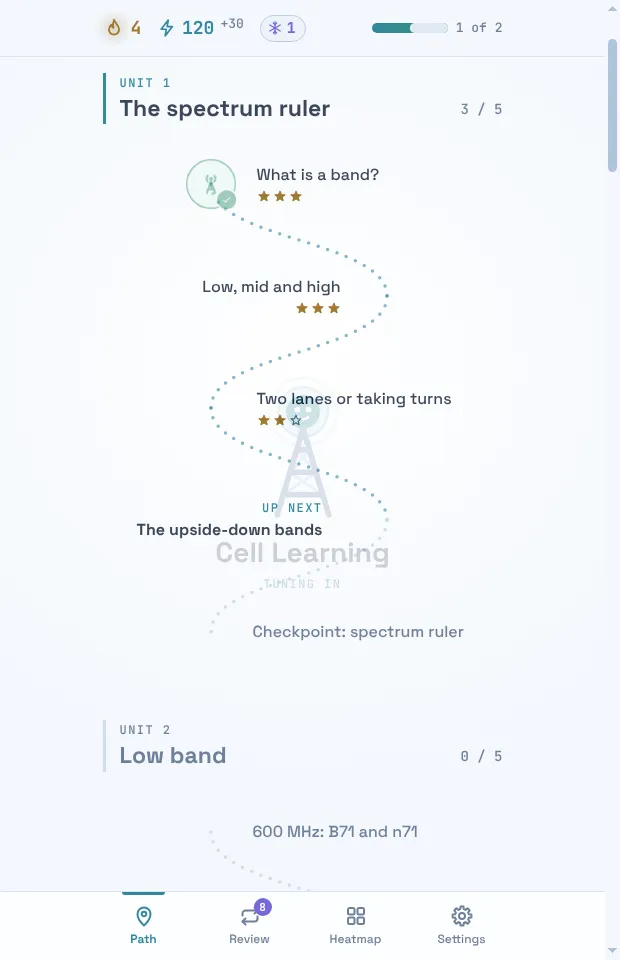 4 120 +30 1 1 of 2
UNIT 1
The spectrum ruler 3 / 5
What is a band?
Low, mid and high
Two lanes or taking turns
UP NEXT
The upside-down bands
Cell Learning
TUNING IN
Checkpoint: spectrum ruler
UNIT 2
Low band 0 / 5
600 MHz: B71 and n71
8
Path Review Heatmap Settings